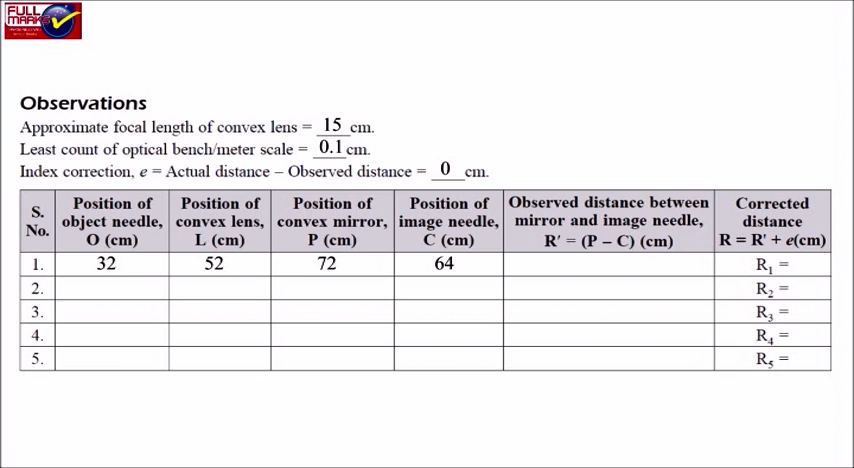 FULL
MARKS
Observations
Approximate focal length of convex lens = 15 cm.
Least count of optical bench/meter scale = 0.1 cm.
Index correction, e = Actual distance – Observed distance = 0 cm.
S. No. | Position of object needle, O (cm) | Position of convex lens, L (cm) | Position of convex mirror, P (cm) | Position of image needle, C (cm) | Observed distance between mirror and image needle, R′ = (P – C) (cm) | Corrected distance R = R' + e(cm)
1. | 32 | 52 | 72 | 64 | | R₁ =
2. | | | | | | R₂ =
3. | | | | | | R₃ =
4. | | | | | | R₄ =
5. | | | | | | R₅ =